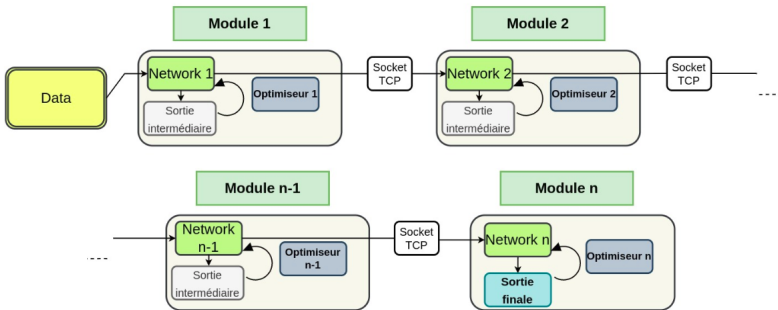 Module 1
Module 2
Data
Network 1
Optimiseur 1
Sortie
intermédiaire
Socket
TCP
Network 2
Optimiseur 2
Sortie
intermédiaire
Socket
TCP
Module n-1
Module n
Network
n-1
Optimiseur
n-1
Sortie
intermédiaire
Socket
TCP
Network n
Optimiseur n
Sortie
finale